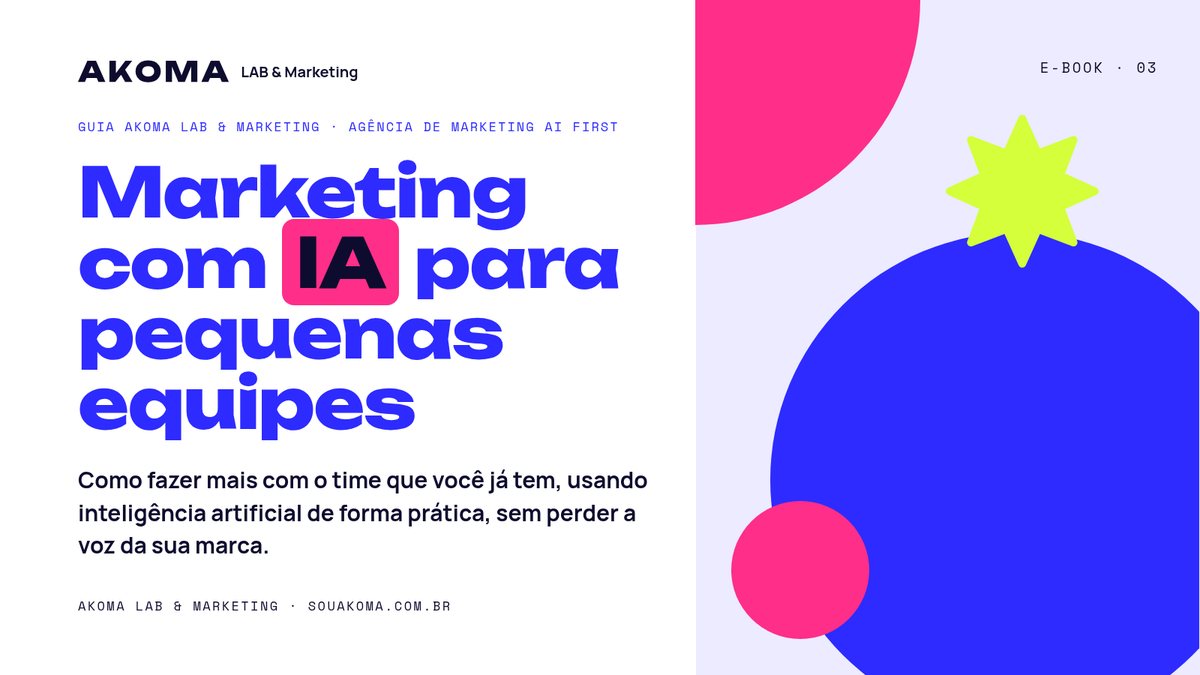 AKOMA LAB & Marketing
E-BOOK · 03
GUIA AKOMA LAB & MARKETING · AGÊNCIA DE MARKETING AI FIRST
Marketing
com IA para
pequenas
equipes
Como fazer mais com o time que você já tem, usando
inteligência artificial de forma prática, sem perder a
voz da sua marca.
AKOMA LAB & MARKETING · SOUAKOMA.COM.BR